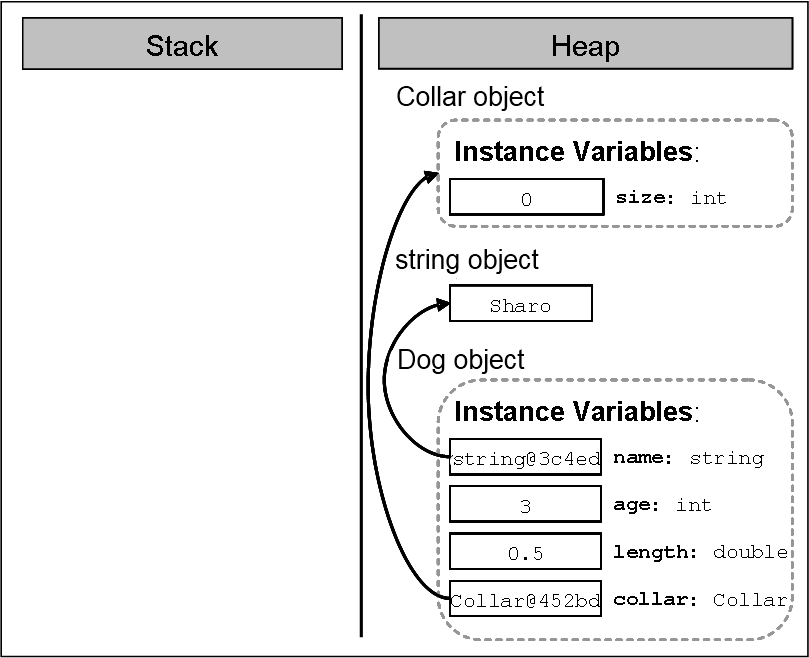 Stack
Heap
Collar object
Instance Variables:
0 size: int
string object
Sharo
Dog object
Instance Variables:
string@3c4ed name: string
3 age: int
0.5 length: double
Collar@452bd collar: Collar